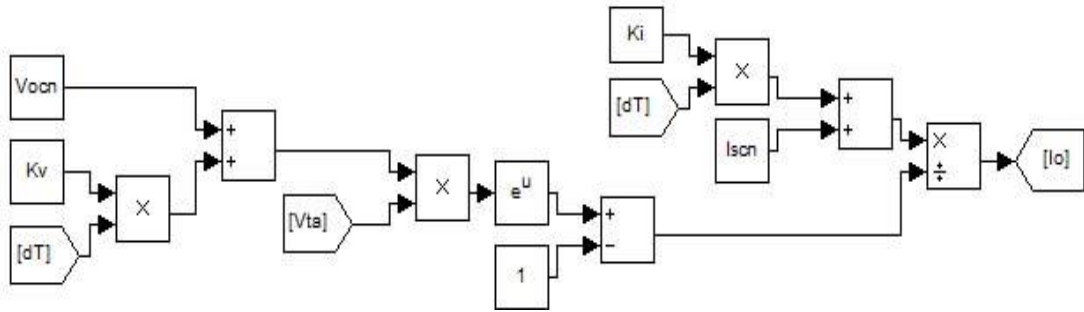 Ki
Vocn
×
[dT]
+
+
Iscn
+
+
×
÷
[Io]
Kv
×
[dT]
[Vta]
×
e^u
+
−
1